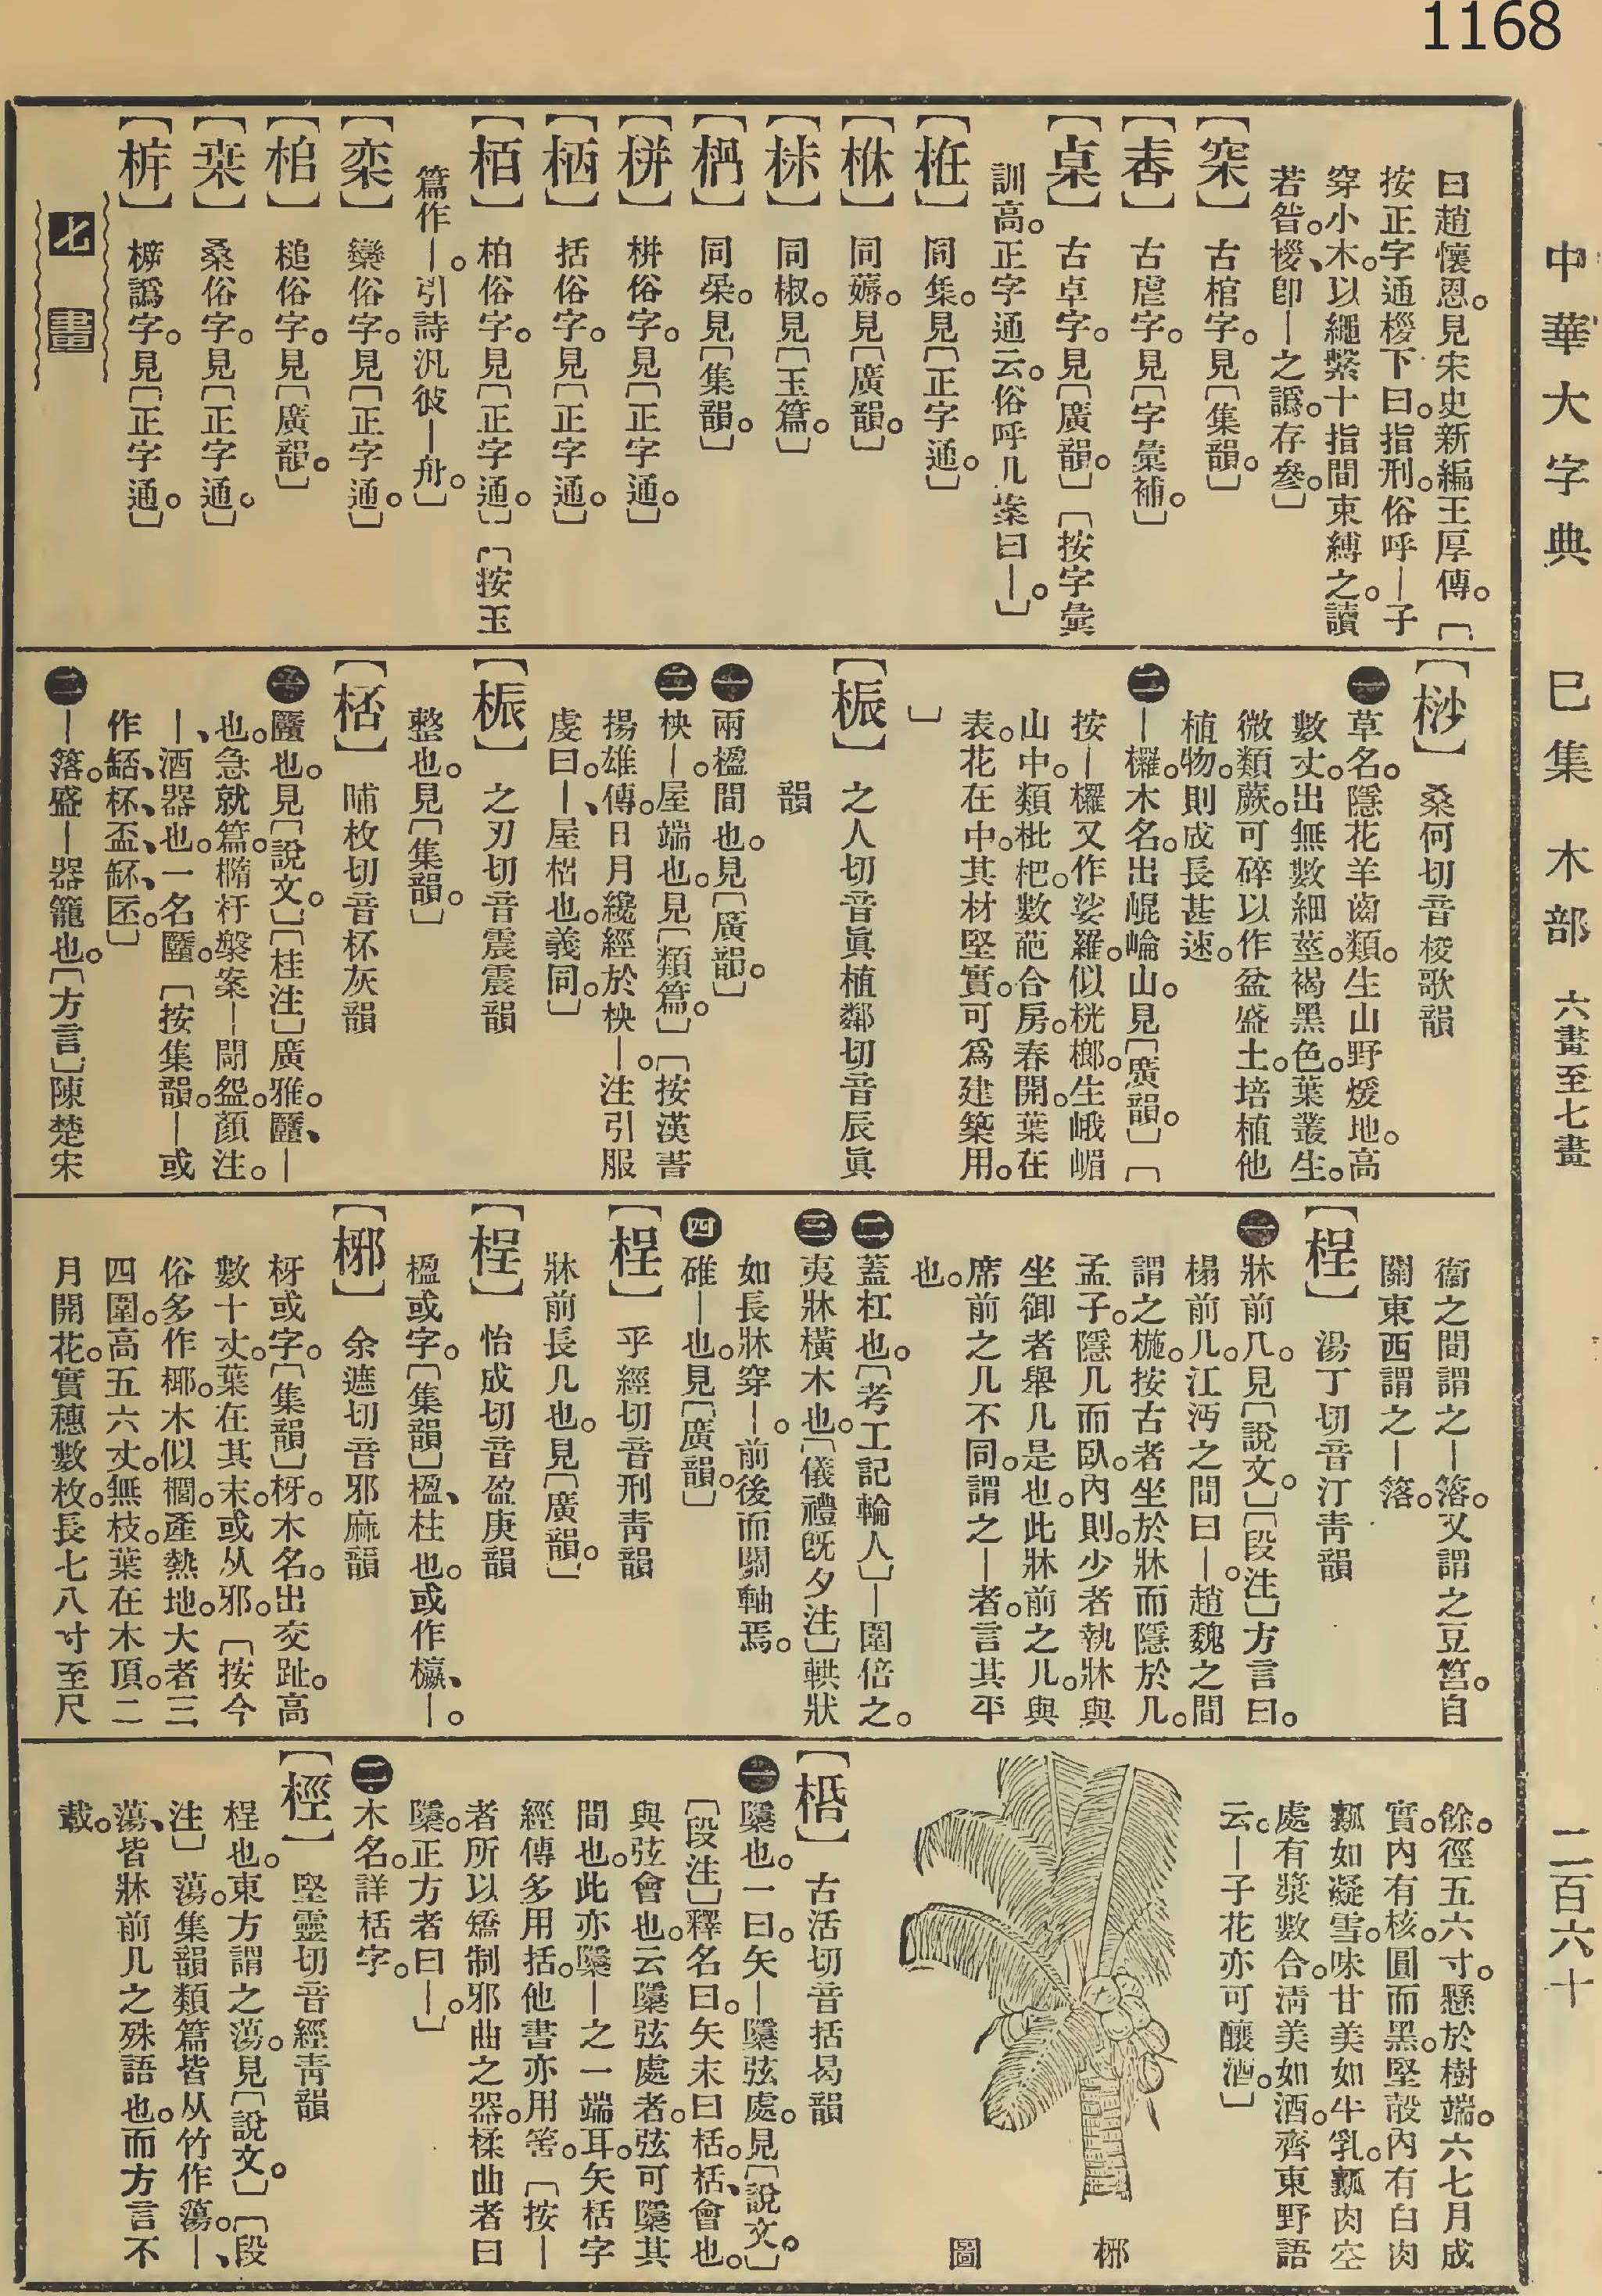 1168
中華大字典　巳集　木部　六畫至七畫　二百六十
曰趙懷恩。見宋史新編王厚傳。〔
按正字通椶下曰。指刑。俗呼—子
穿小木。以繩繫十指間束縛之。讀
若昝。椶、卽—之譌。存參。〕
【㮤】古棺字。見〔集韻。〕
【㭙】古虐字。見〔字彙補。〕
【桌】古卓字。見〔廣韻。〕〔按字彙
訓高。正字通云。俗呼几案曰—。〕
同集。見〔正字通。〕
同薅。見〔廣韻。〕
同椒。見〔玉篇。〕
同喿。見〔集韻。〕
【栟】栟俗字。見〔正字通。〕
【栖】括俗字。見〔正字通。〕
【栢】柏俗字。見〔正字通。〕〔按玉
篇作—。引詩汎彼—舟。〕
【栾】欒俗字。見〔正字通。〕
槌俗字。見〔廣韻。〕
【桒】桑俗字。見〔正字通。〕
譌字。見〔正字通。〕
七畫
【桫】桑何切音梭歌韻
㊀草名。隱花羊齒類。生山野煖地。高
數丈。出無數細莖。褐黑色。葉叢生。
微類蕨。可碎以作盆盛土。培植他
植物。則成長甚速。
㊁—欏。木名。出崐崘山。見〔廣韻。〕〔
按—欏又作娑羅。似桄榔。生峨嵋
山中。類枇杷。數葩合房。春開。葉在
表。花在中。其材堅實。可爲建築用。
〕
【桭】之人切音眞植鄰切音辰眞
韻
㊀兩楹間也。見〔廣韻。〕
㊁柍—。屋端也。見〔類篇。〕〔按漢書
揚雄傳。日月纔經於柍—。注引服
虔曰。—、屋梠也。義同。〕
【桭】之刃切音震震韻
整也。見〔集韻。〕
【桮】晡枚切音杯灰韻
㊀㔶也。見〔說文。〕〔桂注〕廣雅。㔶、—
也。急就篇。橢杅槃案—閜盌。顏注。
—、酒器也。一名㔶。〔按集韻。—或
作䍃、杯、盃、䍃、匼。〕
㊁—落。盛—器籠也。〔方言〕陳楚宋
衞之間謂之—落。又謂之豆筥。自
關東西謂之—落。
【桯】湯丁切音汀靑韻
㊀牀前几。見〔說文。〕〔段注〕方言曰。
榻前几。江沔之間曰—。趙魏之間
謂之椸。按古者坐於牀而隱於几。
孟子。隱几而臥。內則。少者執牀與
坐。御者舉几是也。此牀前之几。與
席前之几不同。謂之—者。言其平
也。
㊁蓋杠也。〔考工記輪人〕—圍倍之。
㊂夷牀橫木也。〔儀禮旣夕注〕輁狀
如長牀穿—。前後而關軸焉。
㊃碓—也。見〔廣韻。〕
【桯】乎經切音刑靑韻
牀前長几也。見〔廣韻。〕
【桯】怡成切音盈庚韻
楹或字。〔集韻〕楹、柱也。或作𣝚、—。
【梛】余遮切音邪麻韻
枒或字。〔集韻〕枒。木名。出交趾。高
數十丈。葉在其末。或从邪。〔按今
俗多作椰。木似櫚。產熱地。大者三
四圍。高五六丈。無枝。葉在木頂。二
月開花。實穗數枚。長七八寸至尺
餘。徑五六寸。懸於樹端。六七月成
實。內有核。圓而黑。堅殼內有白肉
瓤如凝雪。味甘美如牛乳。瓤肉空
處有漿數合。淸美如酒。齊東野語
云。—子花亦可釀酒。〕
梛　圖
【桰】古活切音括曷韻
㊀檃也。一曰。矢—檃弦處。見〔說文。〕
〔段注〕釋名曰。矢末曰栝。栝、會也。
與弦會也。云檃弦處者。弦可檃其
間也。此亦檃—之一端耳。矢栝字
經傳多用括。他書亦用筈。〔按—
者所以矯制邪曲之器。揉曲者曰
檃。正方者曰—。〕
㊁木名。詳栝字。
【桱】堅靈切音經靑韻
桯也。東方謂之蕩。見〔說文。〕〔段
注〕蕩。集韻類篇皆从竹作簜。—、
蕩、皆牀前几之殊語也。而方言不
載。